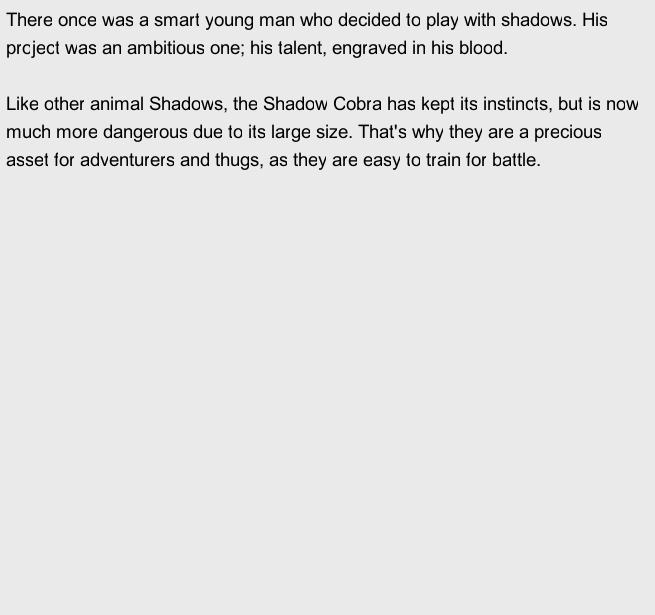 There once was a smart young man who decided to play with shadows. His
project was an ambitious one; his talent, engraved in his blood.
Like other animal Shadows, the Shadow Cobra has kept its instincts, but is now
much more dangerous due to its large size. That's why they are a precious
asset for adventurers and thugs, as they are easy to train for battle.